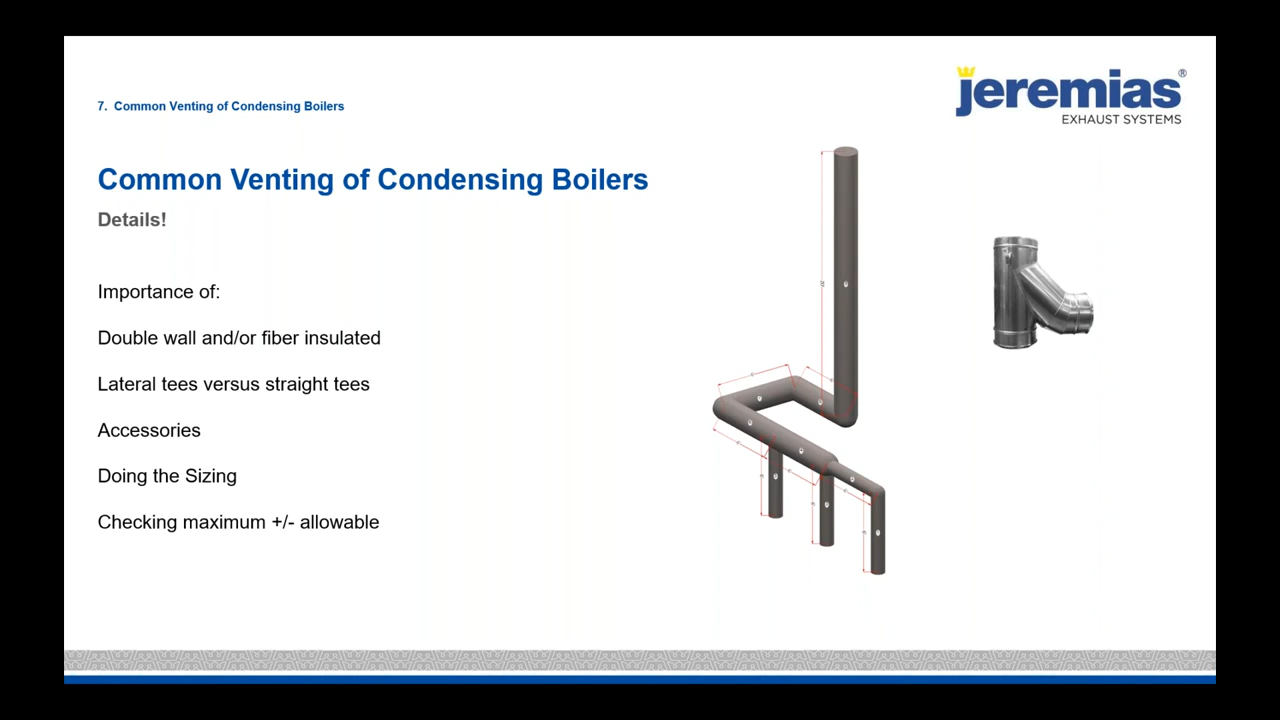 7. Common Venting of Condensing Boilers
jeremias®
EXHAUST SYSTEMS
Common Venting of Condensing Boilers
Details!
Importance of:
Double wall and/or fiber insulated
Lateral tees versus straight tees
Accessories
Doing the Sizing
Checking maximum +/- allowable